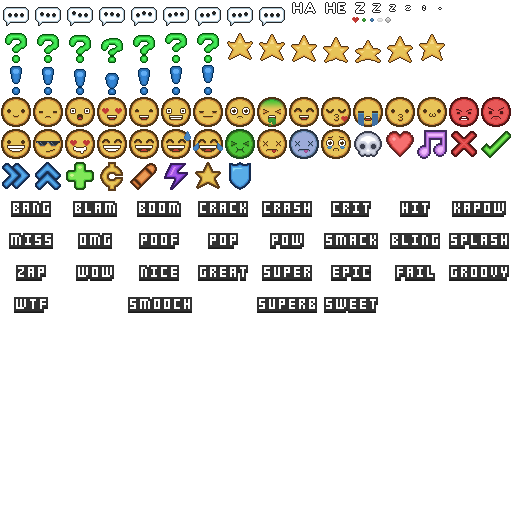 HA HE Z Z Z Z
? ? ? ? ? ? ?
! ! ! ! ! ! !
BANG BLAM BOOM CRACK CRASH CRIT HIT KAPOW
MISS OMG POOF POP POW SMACK BLING SPLASH
ZAP WOW NICE GREAT SUPER EPIC FAIL GROOVY
WTF SMOOCH SUPERB SWEET